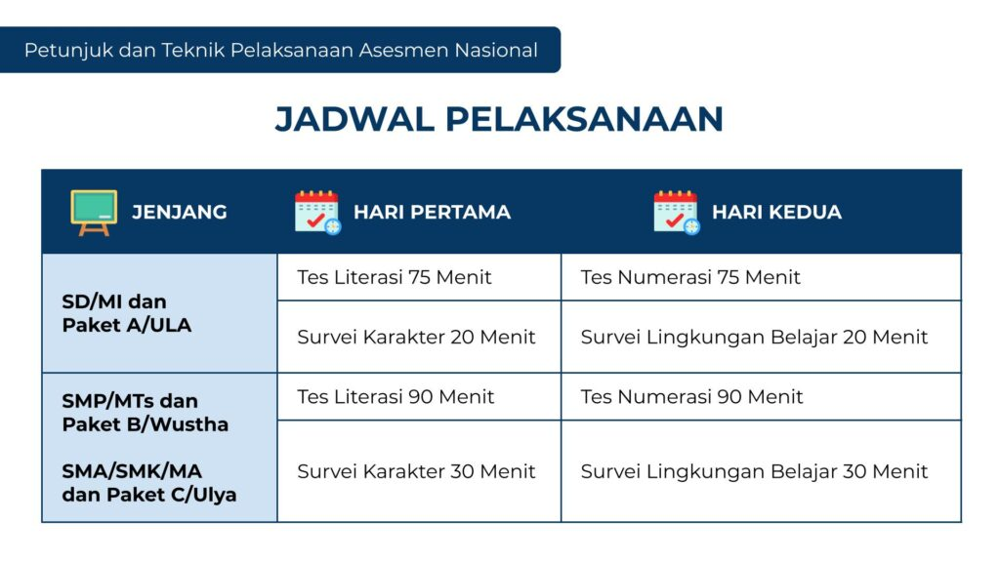 Petunjuk dan Teknik Pelaksanaan Asesmen Nasional
JADWAL PELAKSANAAN
JENJANG
HARI PERTAMA
HARI KEDUA
SD/MI dan
Paket A/ULA
Tes Literasi 75 Menit
Tes Numerasi 75 Menit
Survei Karakter 20 Menit
Survei Lingkungan Belajar 20 Menit
SMP/MTs dan
Paket B/Wustha
SMA/SMK/MA
dan Paket C/Ulya
Tes Literasi 90 Menit
Tes Numerasi 90 Menit
Survei Karakter 30 Menit
Survei Lingkungan Belajar 30 Menit